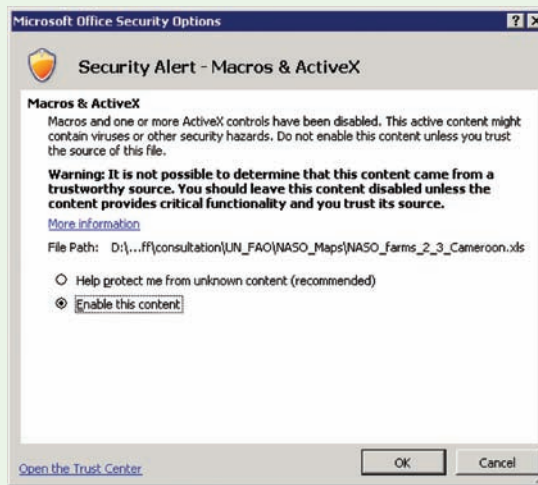 Microsoft Office Security Options
Security Alert - Macros & ActiveX
Macros & ActiveX
Macros and one or more ActiveX controls have been disabled. This active content might
contain viruses or other security hazards. Do not enable this content unless you trust
the source of this file.
Warning: It is not possible to determine that this content came from a
trustworthy source. You should leave this content disabled unless the
content provides critical functionality and you trust its source.
More information
File Path: D:\...ff\consultation\UN_FAO\NASO_Maps\NASO_farms_2_3_Cameroon.xls
Help protect me from unknown content (recommended)
Enable this content
Open the Trust Center
OK
Cancel